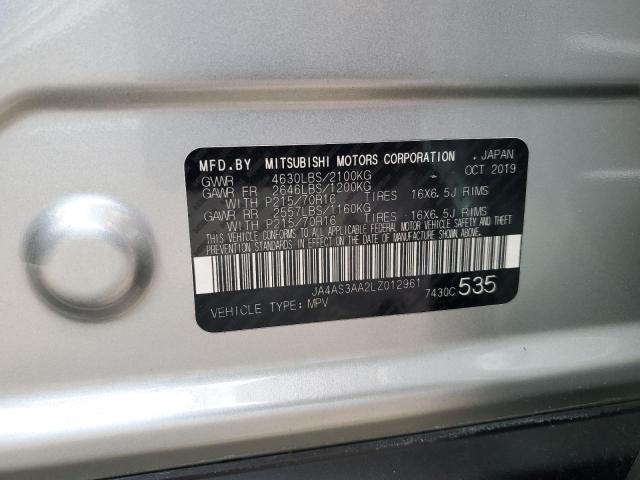 MFD.BY MITSUBISHI MOTORS CORPORATION , JAPAN
GVWR 4630LBS/2100KG OCT 2019
GAWR FR 2646LBS/1200KG
WITH P215/70R16 TIRES 16X6.5J RIMS
GAWR RR 2557LBS/1160KG
WITH P215/70R16 TIRES 16X6.5J RIMS
THIS VEHICLE CONFORMS TO ALL APPLICABLE FEDERAL MOTOR VEHICLE SAFETY AND THEFT
PREVENTION STANDARDS IN EFFECT ON THE DATE OF MANUFACTURE SHOWN ABOVE.
JA4AS3AA2LZ012961 7430C 535
VEHICLE TYPE: MPV